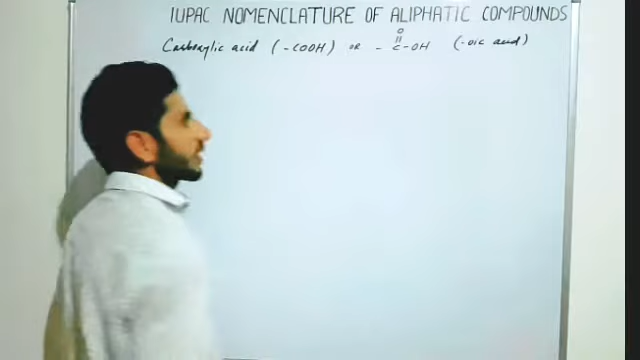 IUPAC NOMENCLATURE OF ALIPHATIC COMPOUNDS
Carboxylic acid (-COOH) OR - C-OH (-oic acid)
O